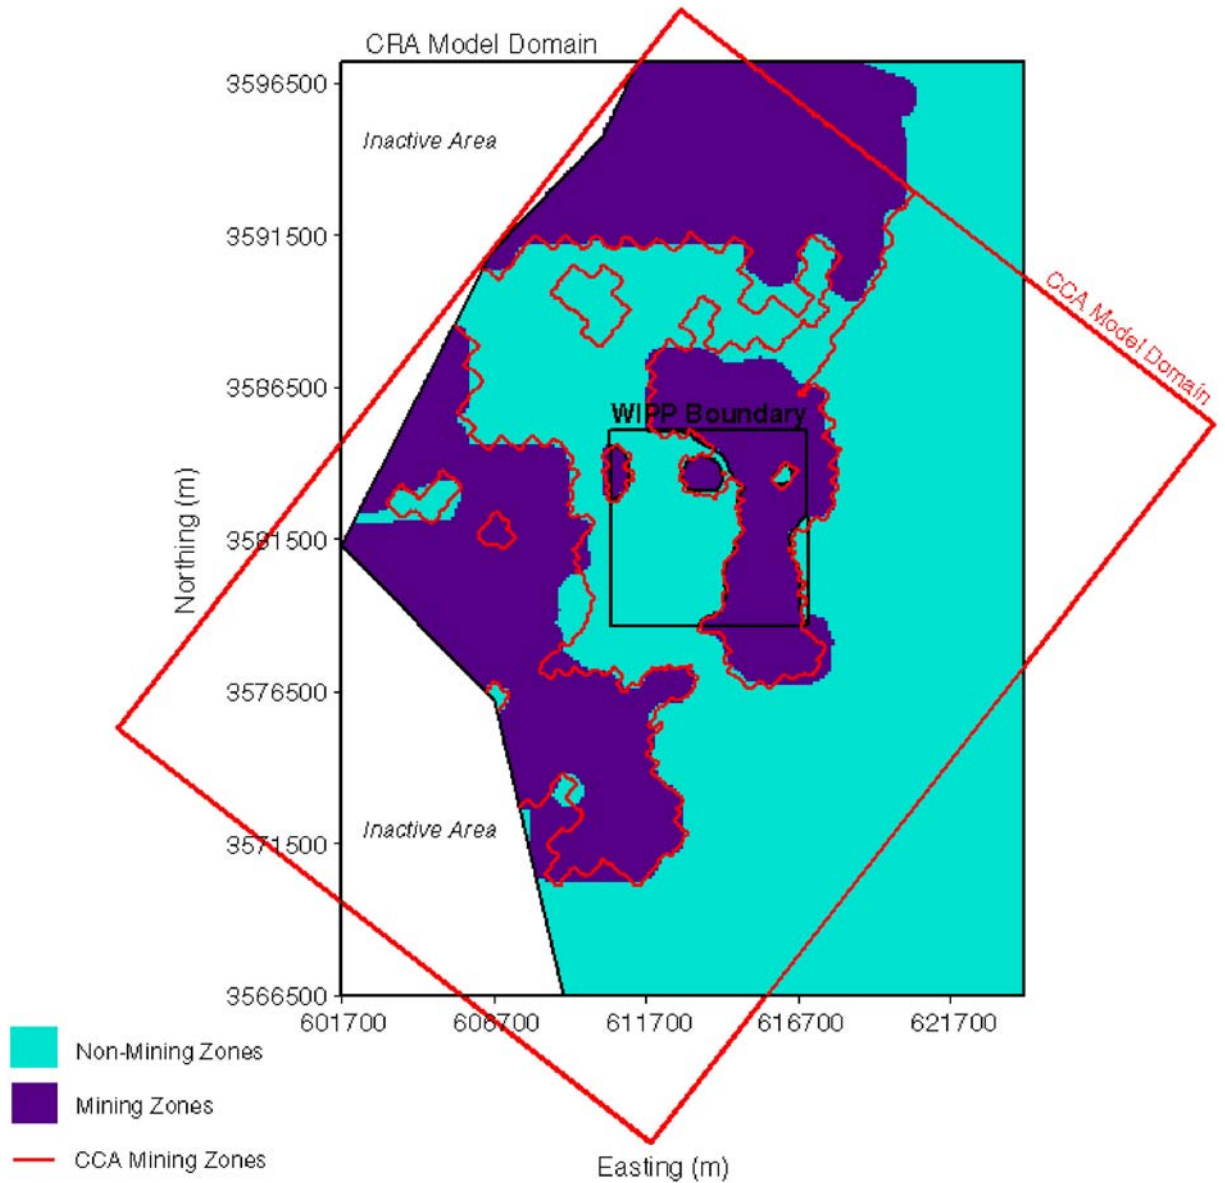 CRA Model Domain
3596500
Inactive Area
3591500
CCA Model Domain
3586500
WIPP Boundary
Northing (m)
3581500
3576500
Inactive Area
3571500
3566500
601700 606700 611700 616700 621700
Non-Mining Zones
Mining Zones
CCA Mining Zones
Easting (m)